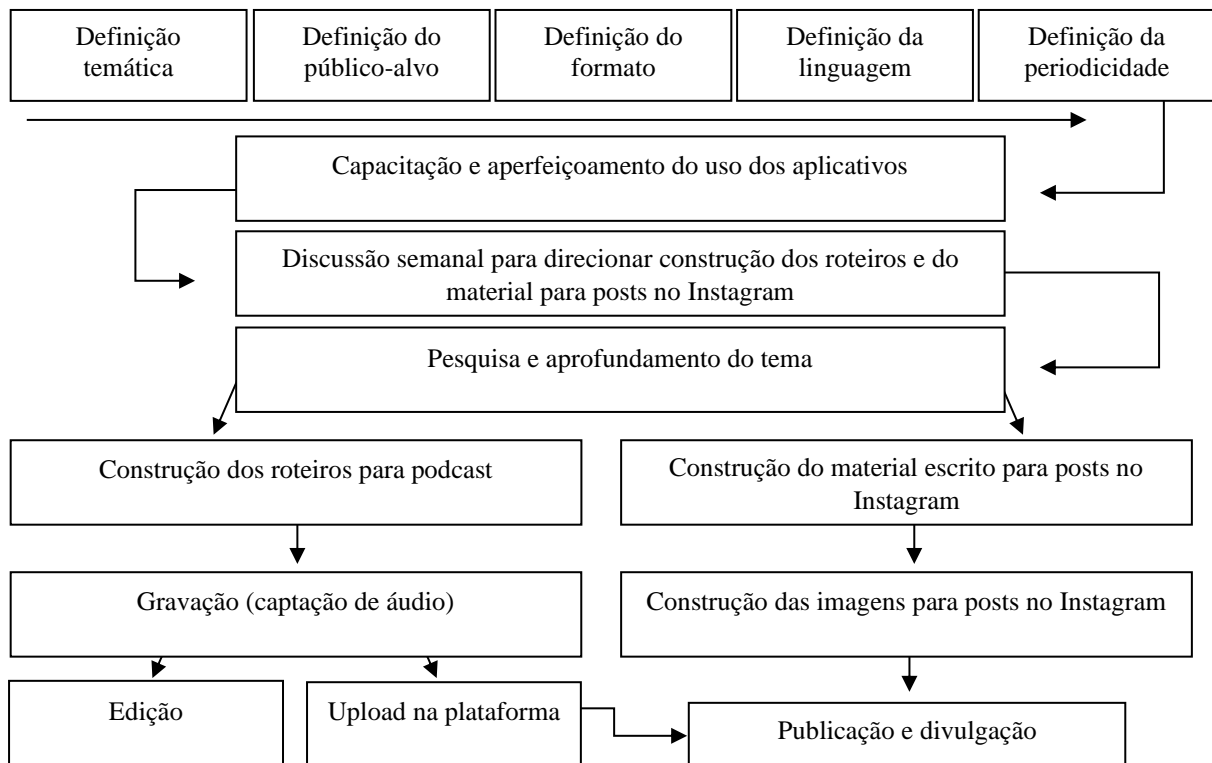 Definição
temática
Definição do
público-alvo
Definição do
formato
Definição da
linguagem
Definição da
periodicidade
Capacitação e aperfeiçoamento do uso dos aplicativos
Discussão semanal para direcionar construção dos roteiros e do
material para posts no Instagram
Pesquisa e aprofundamento do tema
Construção dos roteiros para podcast
Construção do material escrito para posts no
Instagram
Gravação (captação de áudio)
Construção das imagens para posts no Instagram
Edição
Upload na plataforma
Publicação e divulgação